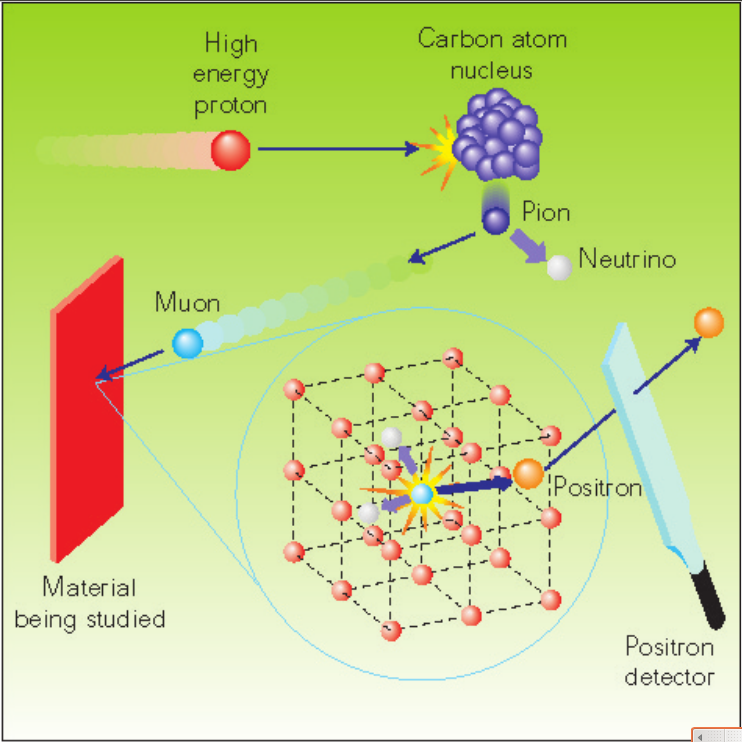 High
energy
proton
Carbon atom
nucleus
Pion
Neutrino
Muon
Positron
Material
being studied
Positron
detector